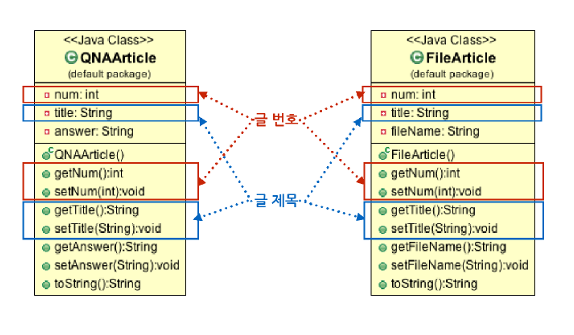 <<Java Class>>
QNAArticle
(default package)
num: int
title: String
answer: String
QNAArticle()
getNum():int
setNum(int):void
getTitle():String
setTitle(String):void
getAnswer():String
setAnswer(String):void
toString():String
글 번호
글 제목
<<Java Class>>
FileArticle
(default package)
num: int
title: String
fileName: String
FileArticle()
getNum():int
setNum(int):void
getTitle():String
setTitle(String):void
getFileName():String
setFileName(String):void
toString():String